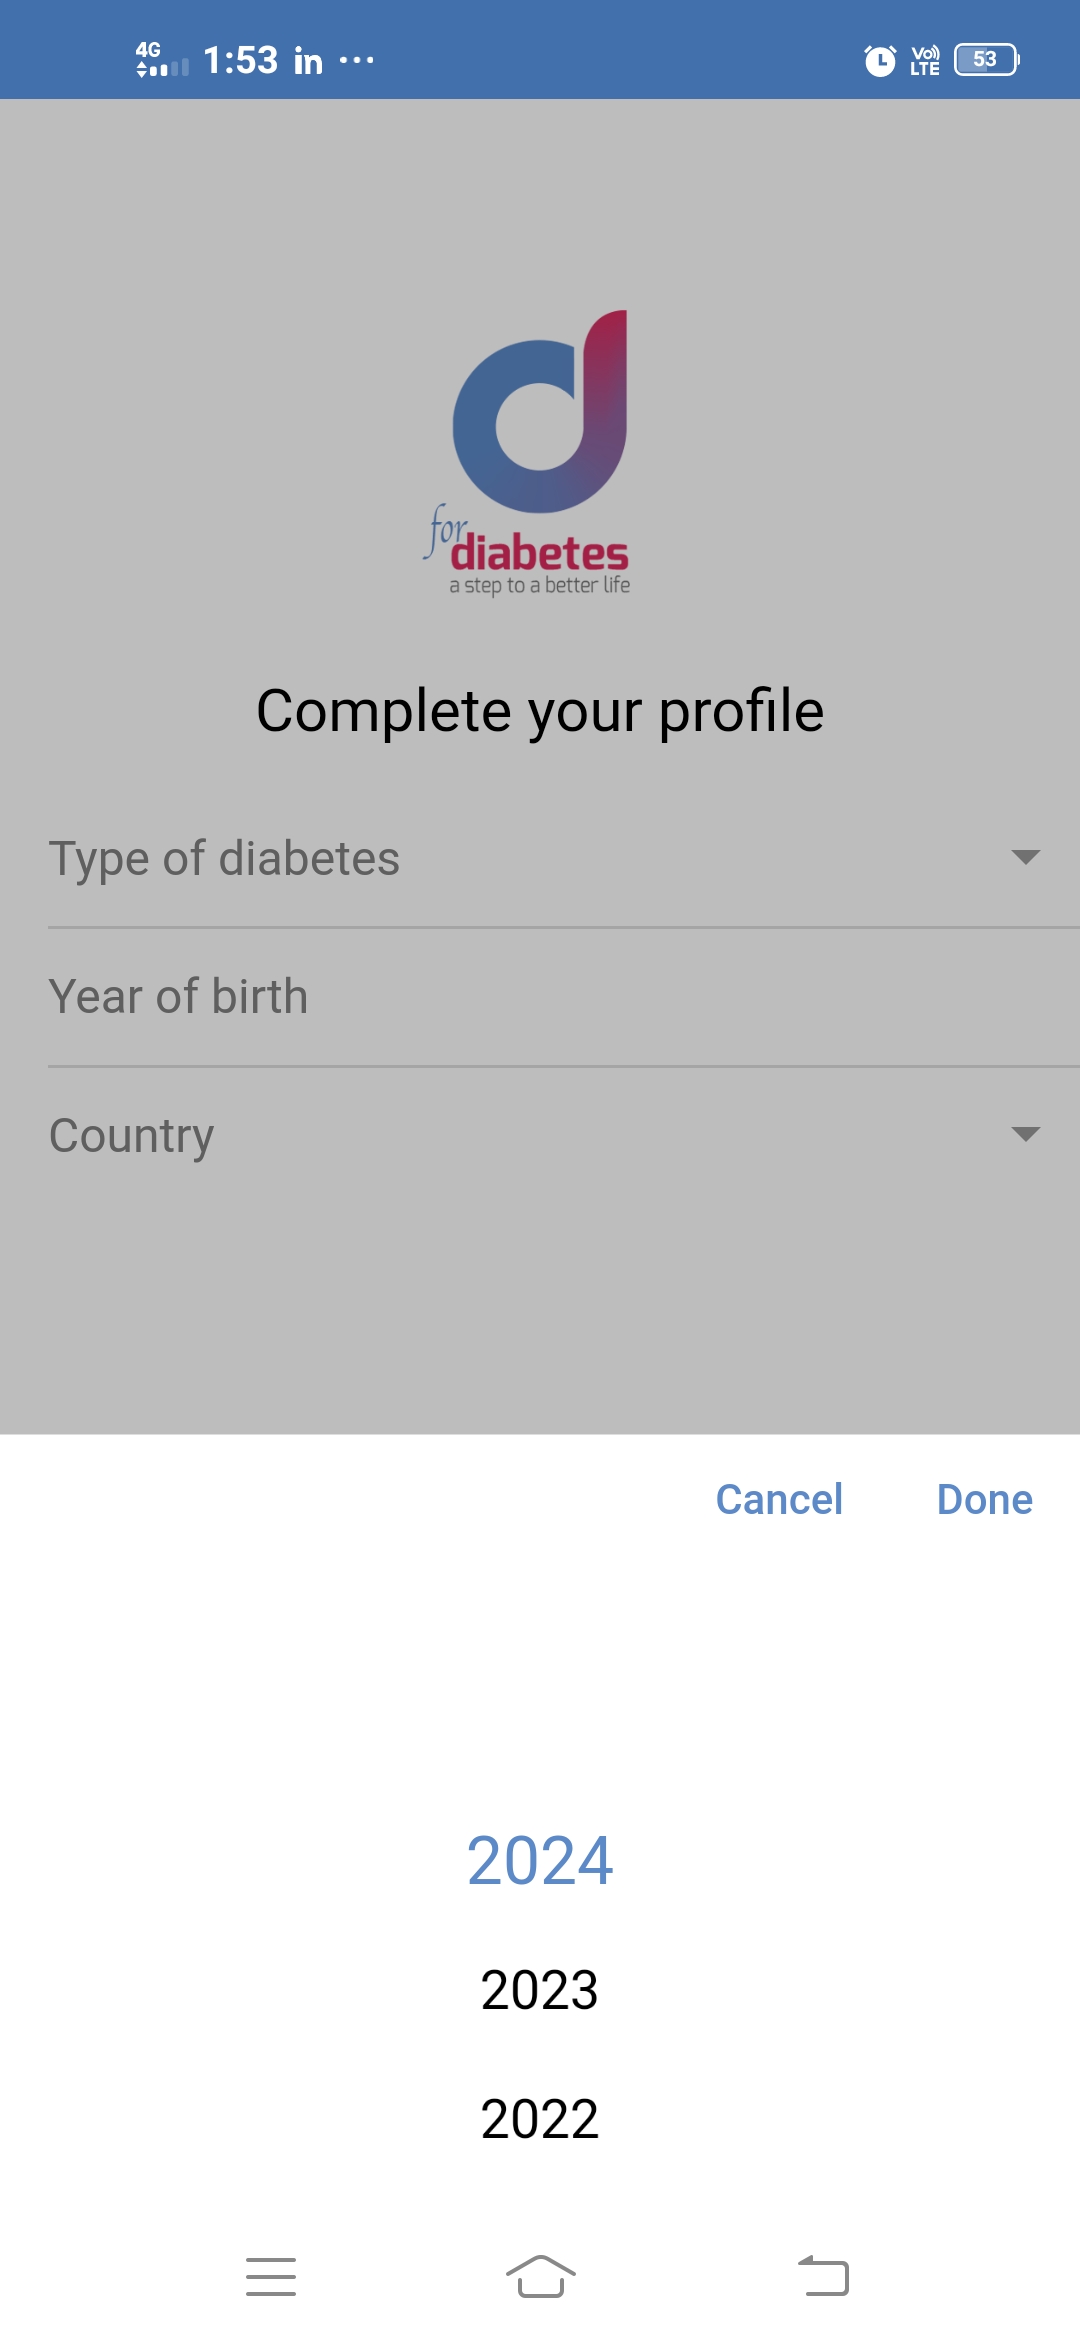 4G 1:53 in ... Vo) LTE 53
for
diabetes
a step to a better life
Complete your profile
Type of diabetes
Year of birth
Country
Cancel Done
2024
2023
2022